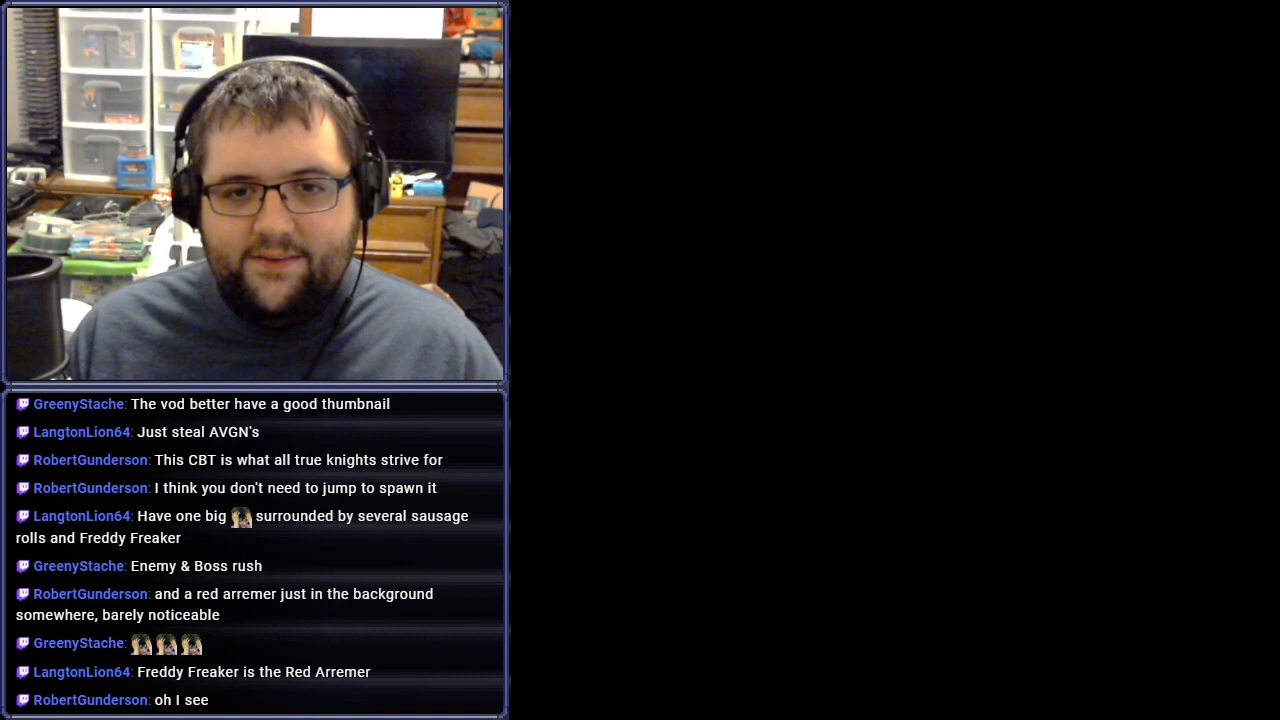 GreenyStache: The vod better have a good thumbnail
LangtonLion64: Just steal AVGN's
RobertGunderson: This CBT is what all true knights strive for
RobertGunderson: I think you don't need to jump to spawn it
LangtonLion64: Have one big surrounded by several sausage
rolls and Freddy Freaker
GreenyStache: Enemy & Boss rush
RobertGunderson: and a red arremer just in the background
somewhere, barely noticeable
GreenyStache:
LangtonLion64: Freddy Freaker is the Red Arremer
RobertGunderson: oh I see